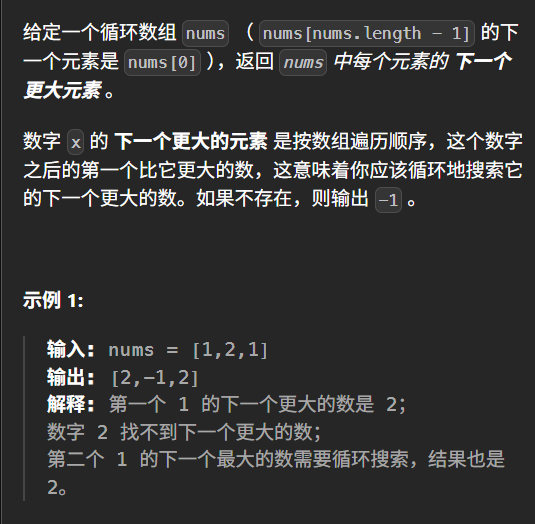 给定一个循环数组 nums （ nums[nums.length - 1] 的下
一个元素是 nums[0] ），返回 nums 中每个元素的 下一个
更大元素 。
数字 x 的 下一个更大的元素 是按数组遍历顺序，这个数字
之后的第一个比它更大的数，这意味着你应该循环地搜索它
的下一个更大的数。如果不存在，则输出 -1 。
示例 1:
输入: nums = [1,2,1]
输出: [2,-1,2]
解释: 第一个 1 的下一个更大的数是 2；
数字 2 找不到下一个更大的数；
第二个 1 的下一个最大的数需要循环搜索，结果也是
2。